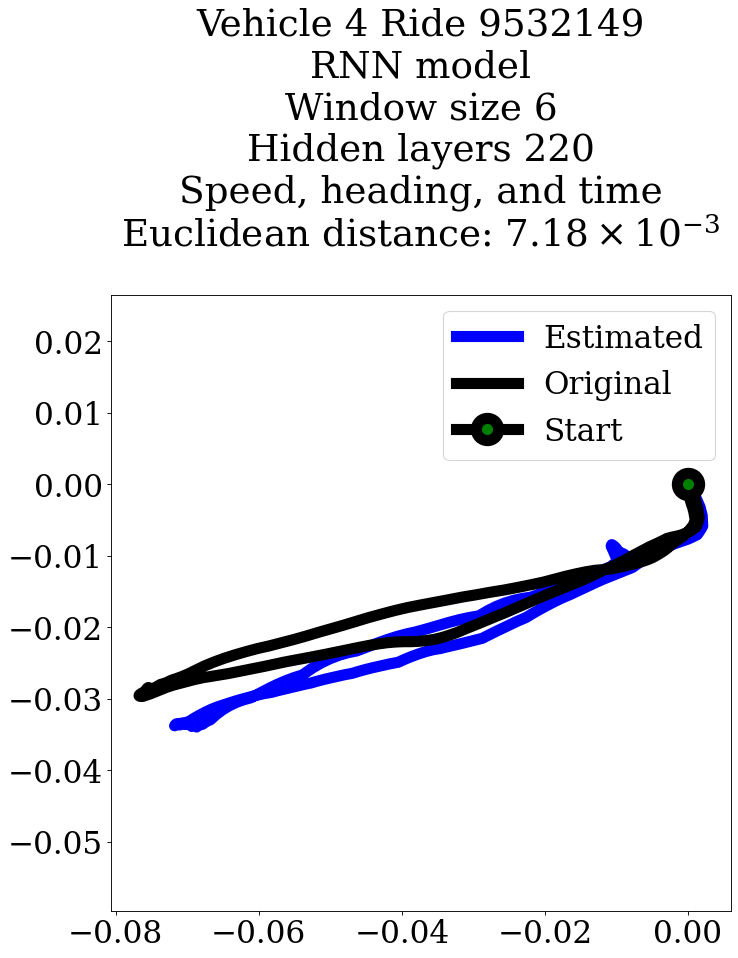 Vehicle 4 Ride 9532149
RNN model
Window size 6
Hidden layers 220
Speed, heading, and time
Euclidean distance: 7.18 × 10⁻³
Estimated
Original
Start
0.02
0.01
0.00
−0.01
−0.02
−0.03
−0.04
−0.05
−0.08 −0.06 −0.04 −0.02 0.00